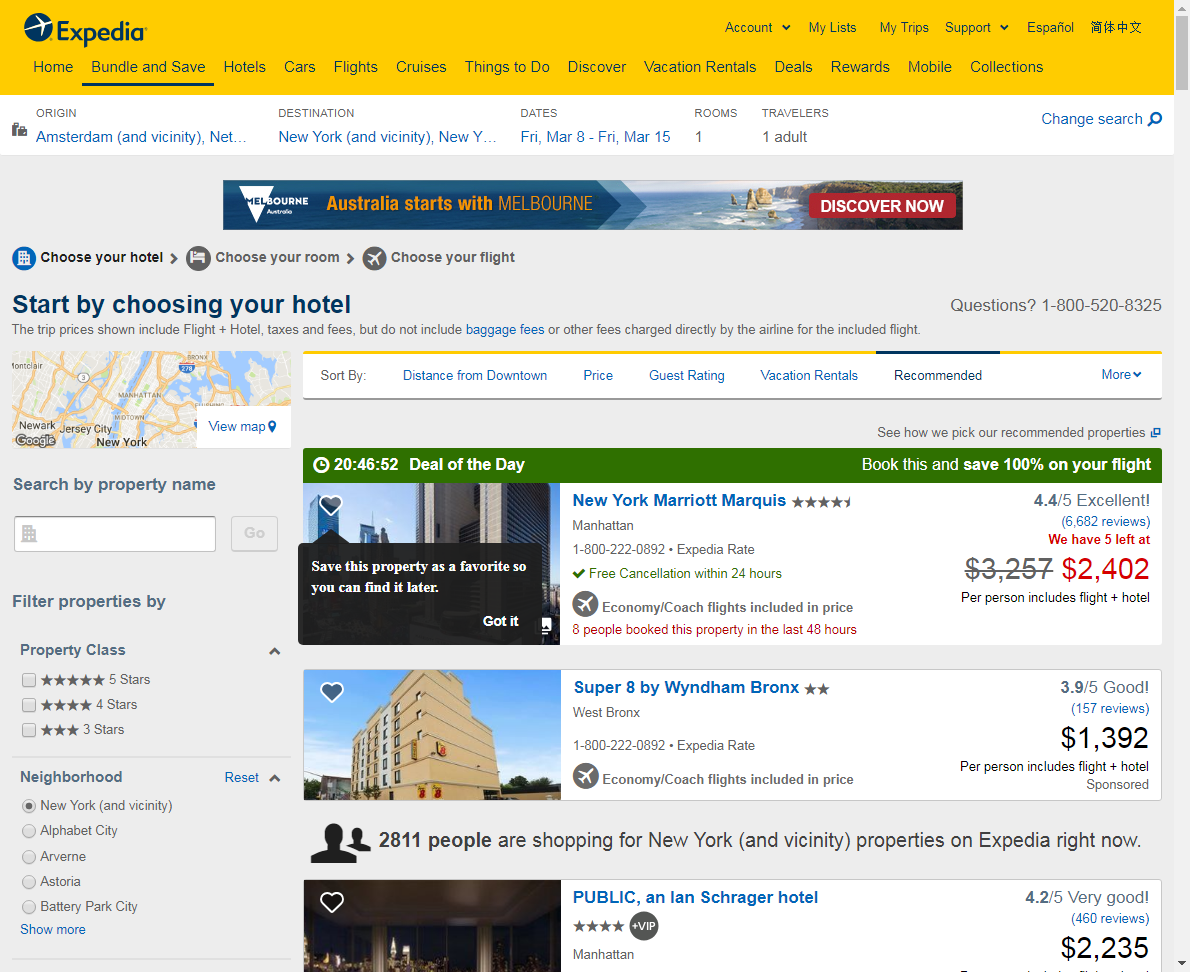 Expedia
Account
My Lists
My Trips
Support
Español
简体中文
Home
Bundle and Save
Hotels
Cars
Flights
Cruises
Things to Do
Discover
Vacation Rentals
Deals
Rewards
Mobile
Collections
ORIGIN
DESTINATION
DATES
ROOMS
TRAVELERS
Amsterdam (and vicinity), Net...
New York (and vicinity), New Y...
Fri, Mar 8 - Fri, Mar 15
1
1 adult
Change search
MELBOURNE
Australia
Australia starts with MELBOURNE
DISCOVER NOW
Choose your hotel
Choose your room
Choose your flight
Start by choosing your hotel
Questions? 1-800-520-8325
The trip prices shown include Flight + Hotel, taxes and fees, but do not include baggage fees or other fees charged directly by the airline for the included flight.
BRONX
ontclair
3
278
MANHATTAN
MIDTOWN
Newark
Jersey City
New York
Google
View map
Sort By:
Distance from Downtown
Price
Guest Rating
Vacation Rentals
Recommended
More
See how we pick our recommended properties
Search by property name
Go
Filter properties by
Property Class
5 Stars
4 Stars
3 Stars
Neighborhood
Reset
New York (and vicinity)
Alphabet City
Arverne
Astoria
Battery Park City
Show more
20:46:52 Deal of the Day
Book this and save 100% on your flight
Save this property as a favorite so
you can find it later.
Got it
New York Marriott Marquis
Manhattan
1-800-222-0892 • Expedia Rate
Free Cancellation within 24 hours
Economy/Coach flights included in price
8 people booked this property in the last 48 hours
4.4/5 Excellent!
(6,682 reviews)
We have 5 left at
$3,257 $2,402
Per person includes flight + hotel
Super 8 by Wyndham Bronx
West Bronx
1-800-222-0892 • Expedia Rate
Economy/Coach flights included in price
3.9/5 Good!
(157 reviews)
$1,392
Per person includes flight + hotel
Sponsored
2811 people are shopping for New York (and vicinity) properties on Expedia right now.
PUBLIC, an Ian Schrager hotel
+VIP
Manhattan
4.2/5 Very good!
(460 reviews)
$2,235